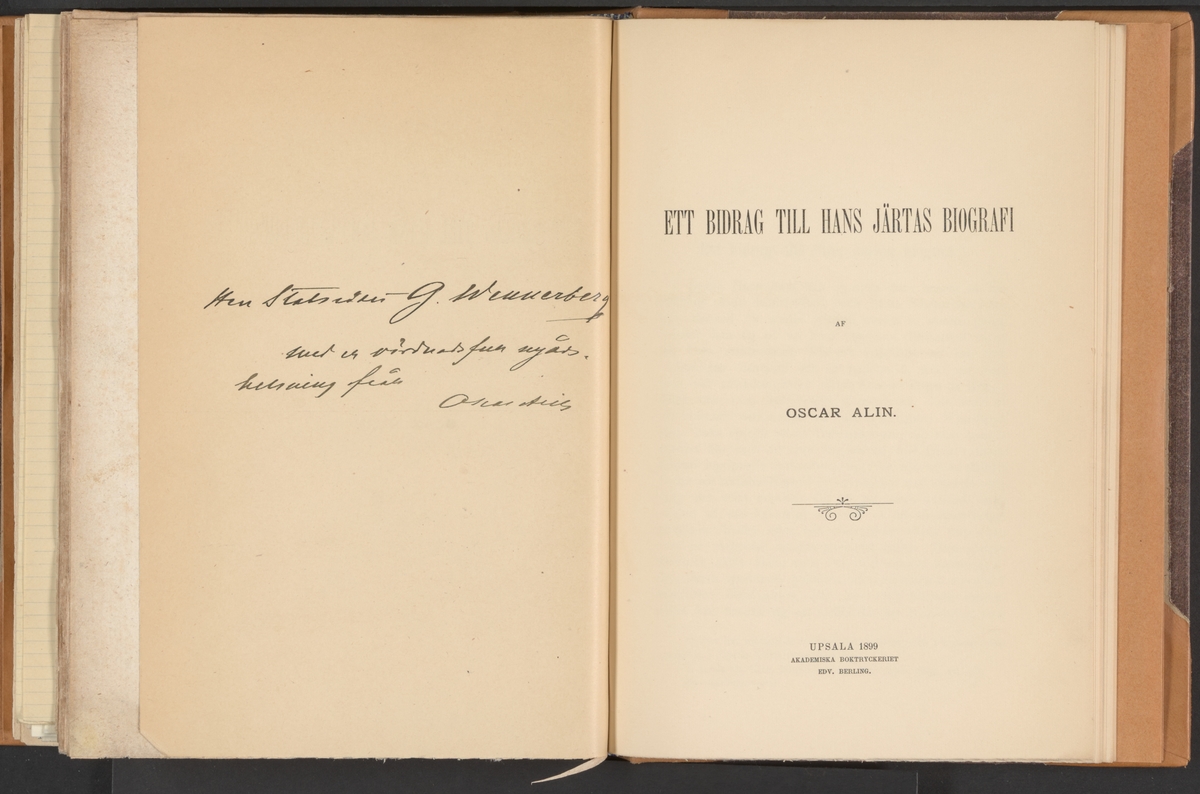 Herr Statsrådet G. Wennerberg
med en vördnadsfull nyårs-
helsning från
Oscar Alin
ETT BIDRAG TILL HANS JÄRTAS BIOGRAFI
AF
OSCAR ALIN.
UPSALA 1899
AKADEMISKA BOKTRYCKERIET
EDV. BERLING.